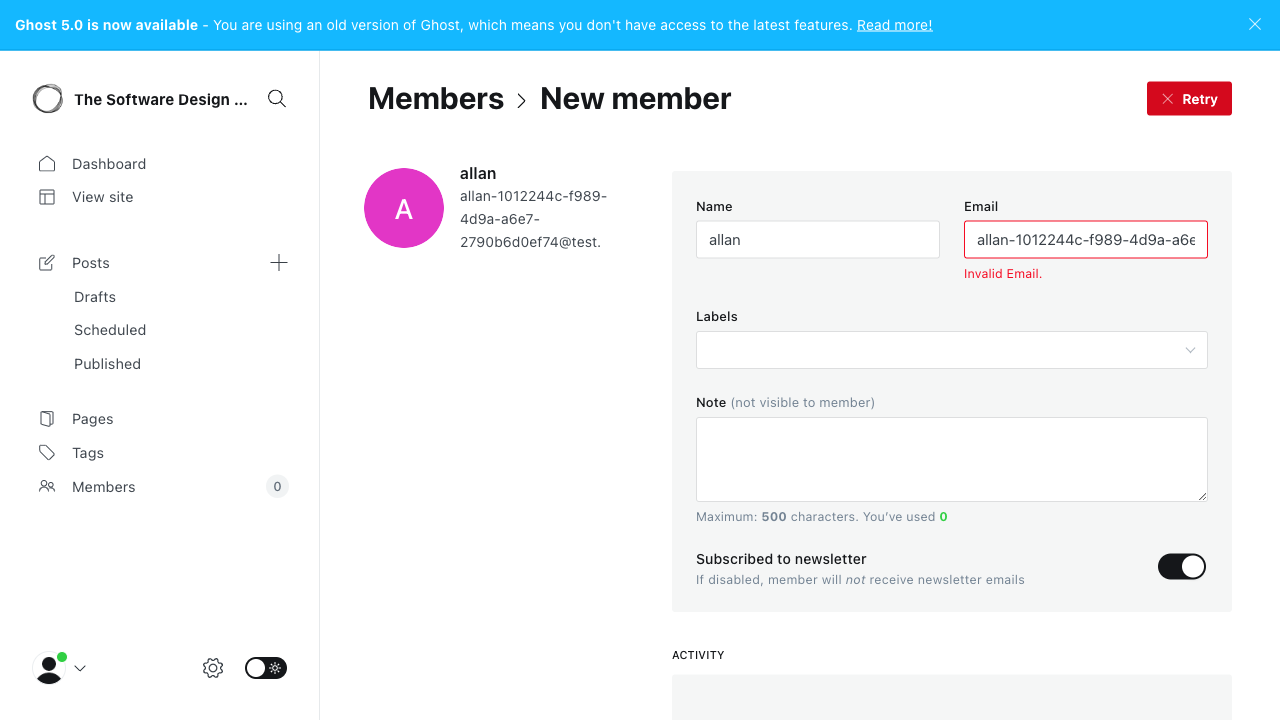 Ghost 5.0 is now available - You are using an old version of Ghost, which means you don't have access to the latest features. Read more!
The Software Design ...
Dashboard
View site
Posts
Drafts
Scheduled
Published
Pages
Tags
Members
0
Members > New member
Retry
A
allan
allan-1012244c-f989-
4d9a-a6e7-
2790b6d0ef74@test.
Name
Email
allan
allan-1012244c-f989-4d9a-a6e
Invalid Email.
Labels
Note (not visible to member)
Maximum: 500 characters. You've used 0
Subscribed to newsletter
If disabled, member will not receive newsletter emails
ACTIVITY